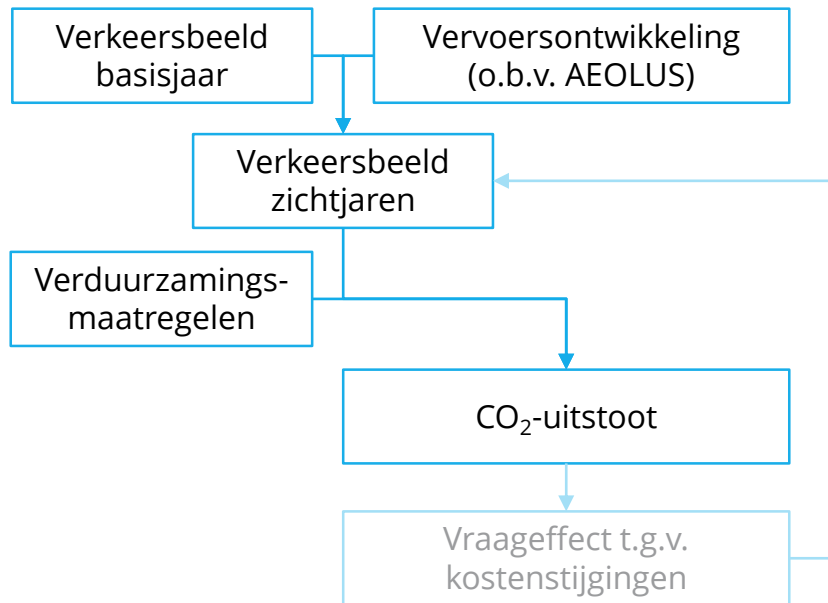 Verkeersbeeld
basisjaar
Vervoersontwikkeling
(o.b.v. AEOLUS)
Verkeersbeeld
zichtjaren
Verduurzamings-
maatregelen
CO₂-uitstoot
Vraageffect t.g.v.
kostenstijgingen